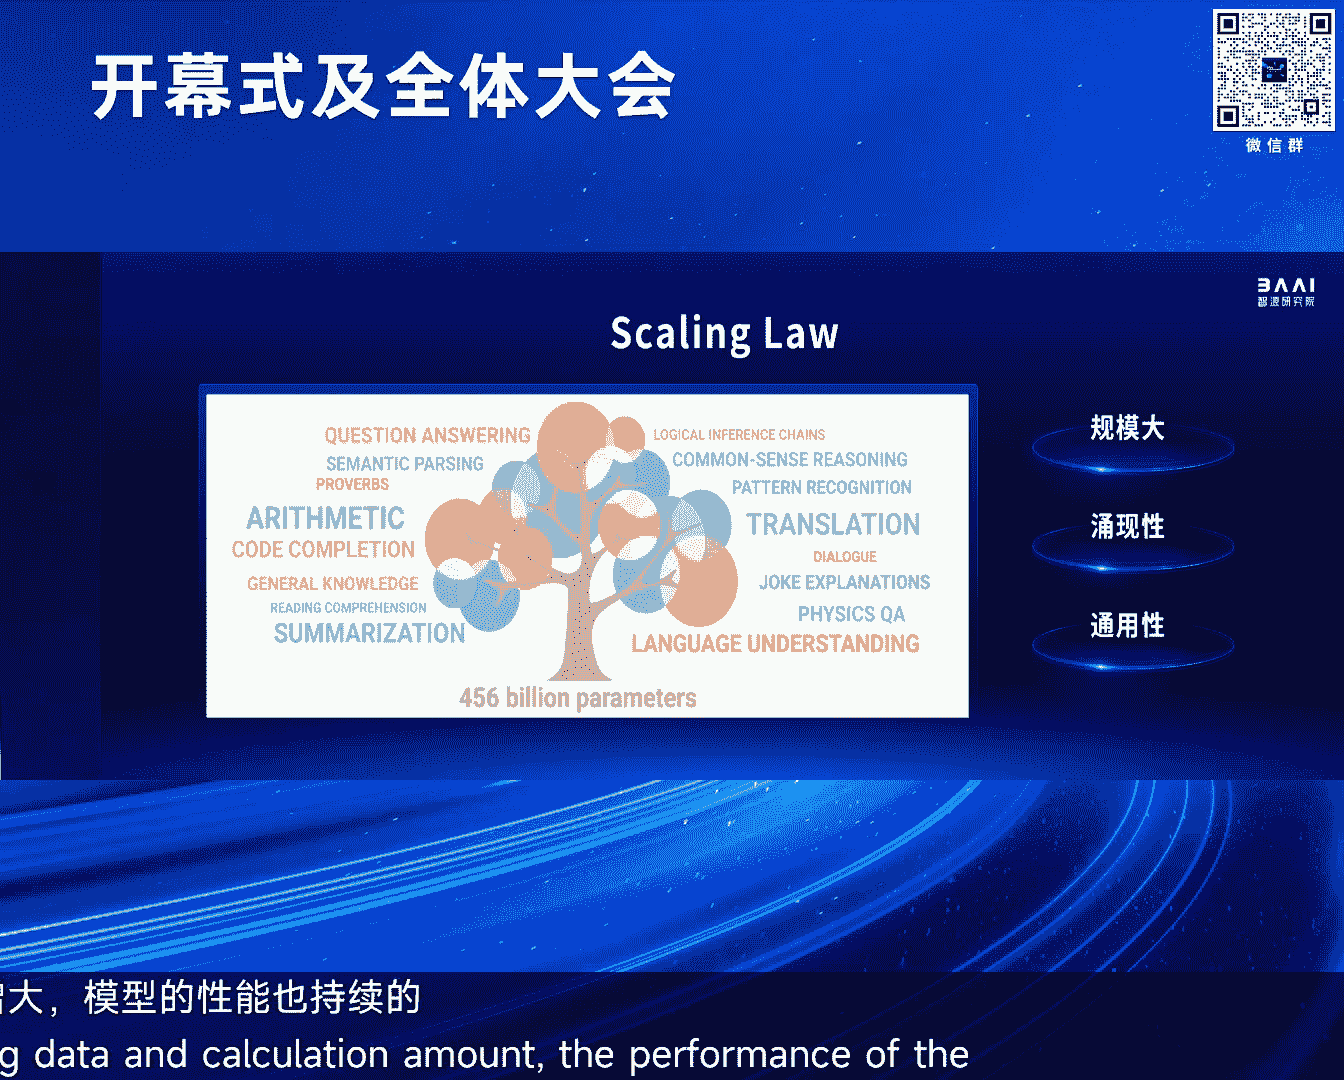 开幕式及全体大会
微信群
BAAI
智源研究院
Scaling Law
QUESTION ANSWERING
SEMANTIC PARSING
PROVERBS
ARITHMETIC
CODE COMPLETION
GENERAL KNOWLEDGE
READING COMPREHENSION
SUMMARIZATION
LOGICAL INFERENCE CHAINS
COMMON-SENSE REASONING
PATTERN RECOGNITION
TRANSLATION
DIALOGUE
JOKE EXPLANATIONS
PHYSICS QA
LANGUAGE UNDERSTANDING
456 billion parameters
规模大
涌现性
通用性
增大，模型的性能也持续的
g data and calculation amount, the performance of the